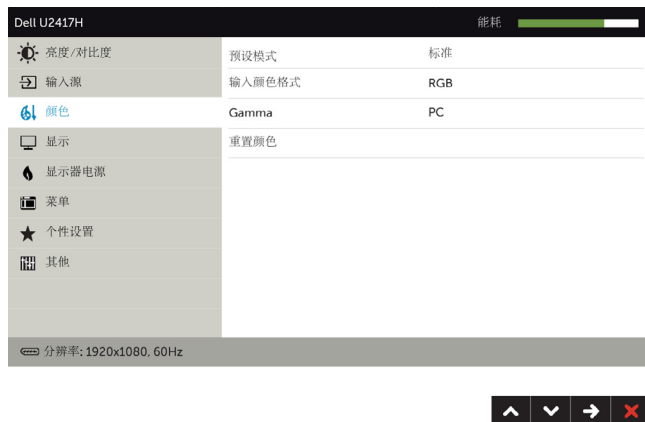 Dell U2417H 能耗
亮度/对比度
输入源
颜色
显示
显示器电源
菜单
个性设置
其他
预设模式 标准
输入颜色格式 RGB
Gamma PC
重置颜色
分辨率: 1920x1080, 60Hz